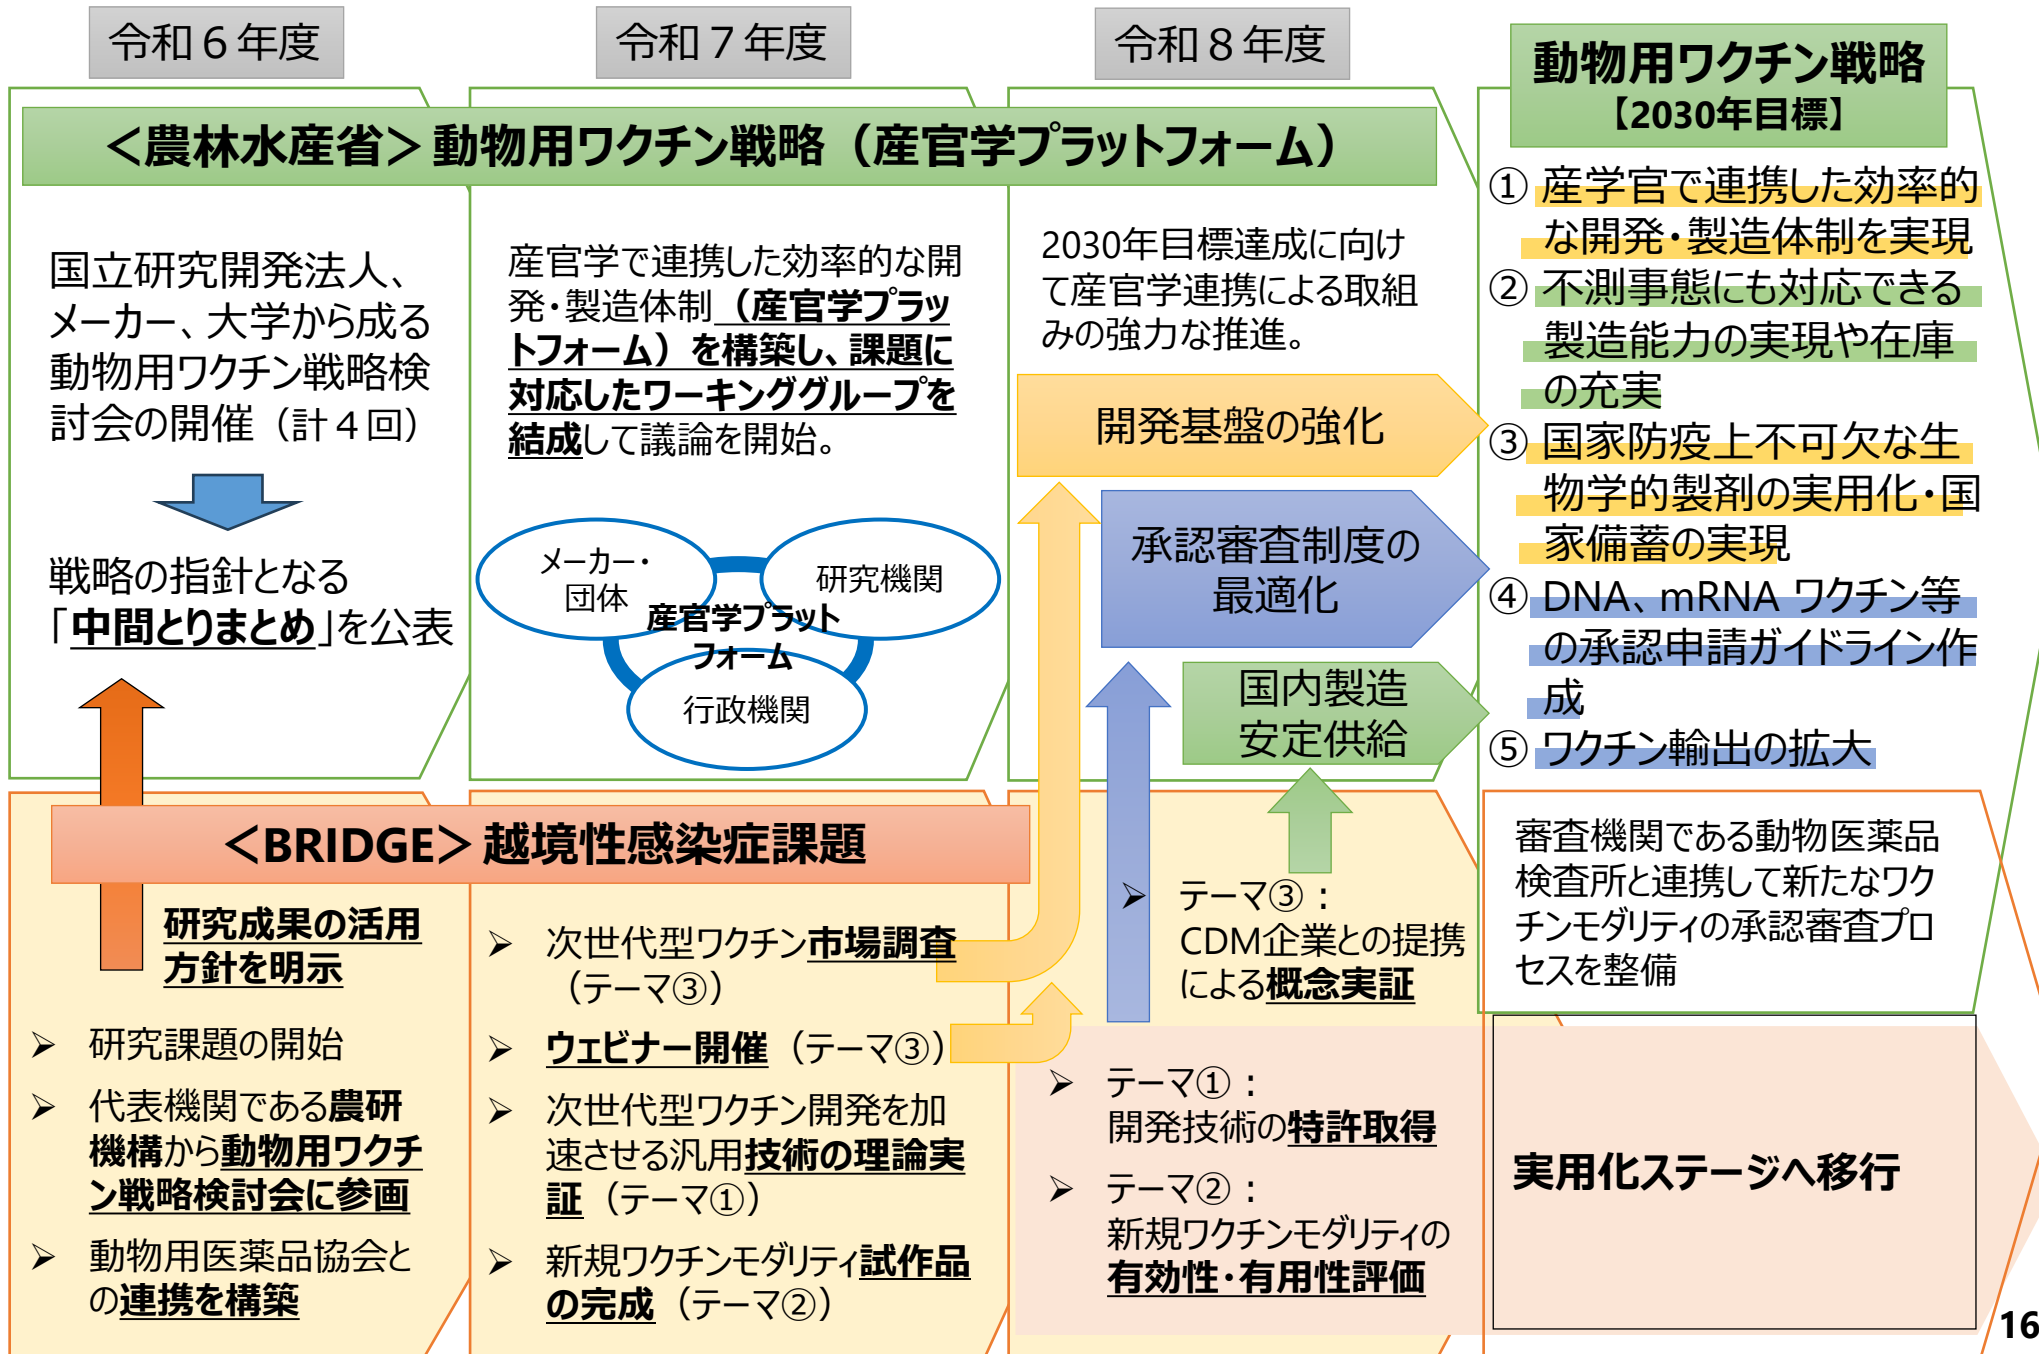 令和６年度
令和７年度
令和８年度
動物用ワクチン戦略
【2030年目標】
＜農林水産省＞動物用ワクチン戦略（産官学プラットフォーム）
国立研究開発法人、
メーカー、大学から成る
動物用ワクチン戦略検
討会の開催（計４回）
戦略の指針となる
「中間とりまとめ」を公表
産官学で連携した効率的な開
発・製造体制（産官学プラッ
トフォーム）を構築し、課題に
対応したワーキンググループを
結成して議論を開始。
メーカー・
団体
研究機関
産官学プラット
フォーム
行政機関
2030年目標達成に向け
て産官学連携による取組
みの強力な推進。
開発基盤の強化
承認審査制度の
最適化
国内製造
安定供給
① 産学官で連携した効率的
な開発・製造体制を実現
② 不測事態にも対応できる
製造能力の実現や在庫
の充実
③ 国家防疫上不可欠な生
物学的製剤の実用化・国
家備蓄の実現
④ DNA、mRNA ワクチン等
の承認申請ガイドライン作
成
⑤ ワクチン輸出の拡大
＜BRIDGE＞越境性感染症課題
研究成果の活用
方針を明示
➢ 研究課題の開始
➢ 代表機関である農研
機構から動物用ワクチ
ン戦略検討会に参画
➢ 動物用医薬品協会と
の連携を構築
➢ 次世代型ワクチン市場調査
（テーマ③）
➢ ウェビナー開催（テーマ③）
➢ 次世代型ワクチン開発を加
速させる汎用技術の理論実
証（テーマ①）
➢ 新規ワクチンモダリティ試作品
の完成（テーマ②）
➢ テーマ③：
CDM企業との提携
による概念実証
➢ テーマ①：
開発技術の特許取得
➢ テーマ②：
新規ワクチンモダリティの
有効性・有用性評価
審査機関である動物医薬品
検査所と連携して新たなワク
チンモダリティの承認審査プロ
セスを整備
実用化ステージへ移行
16